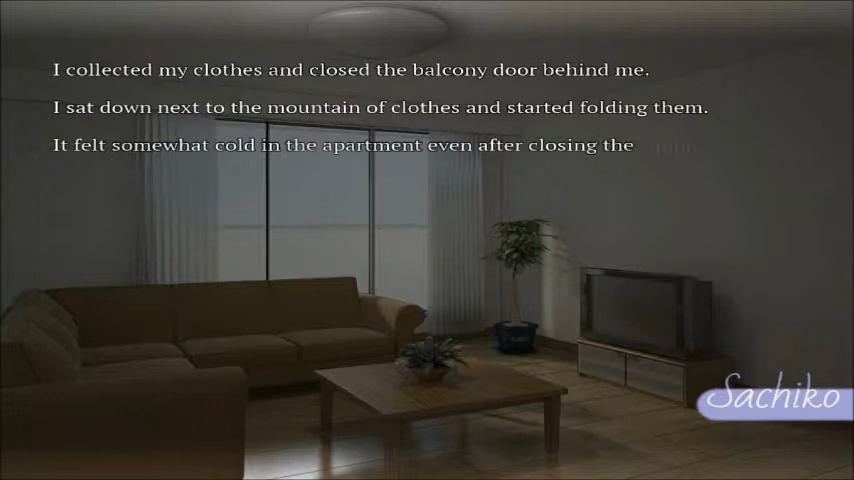 I collected my clothes and closed the balcony door behind me.
I sat down next to the mountain of clothes and started folding them.
It felt somewhat cold in the apartment even after closing the
Sachiko